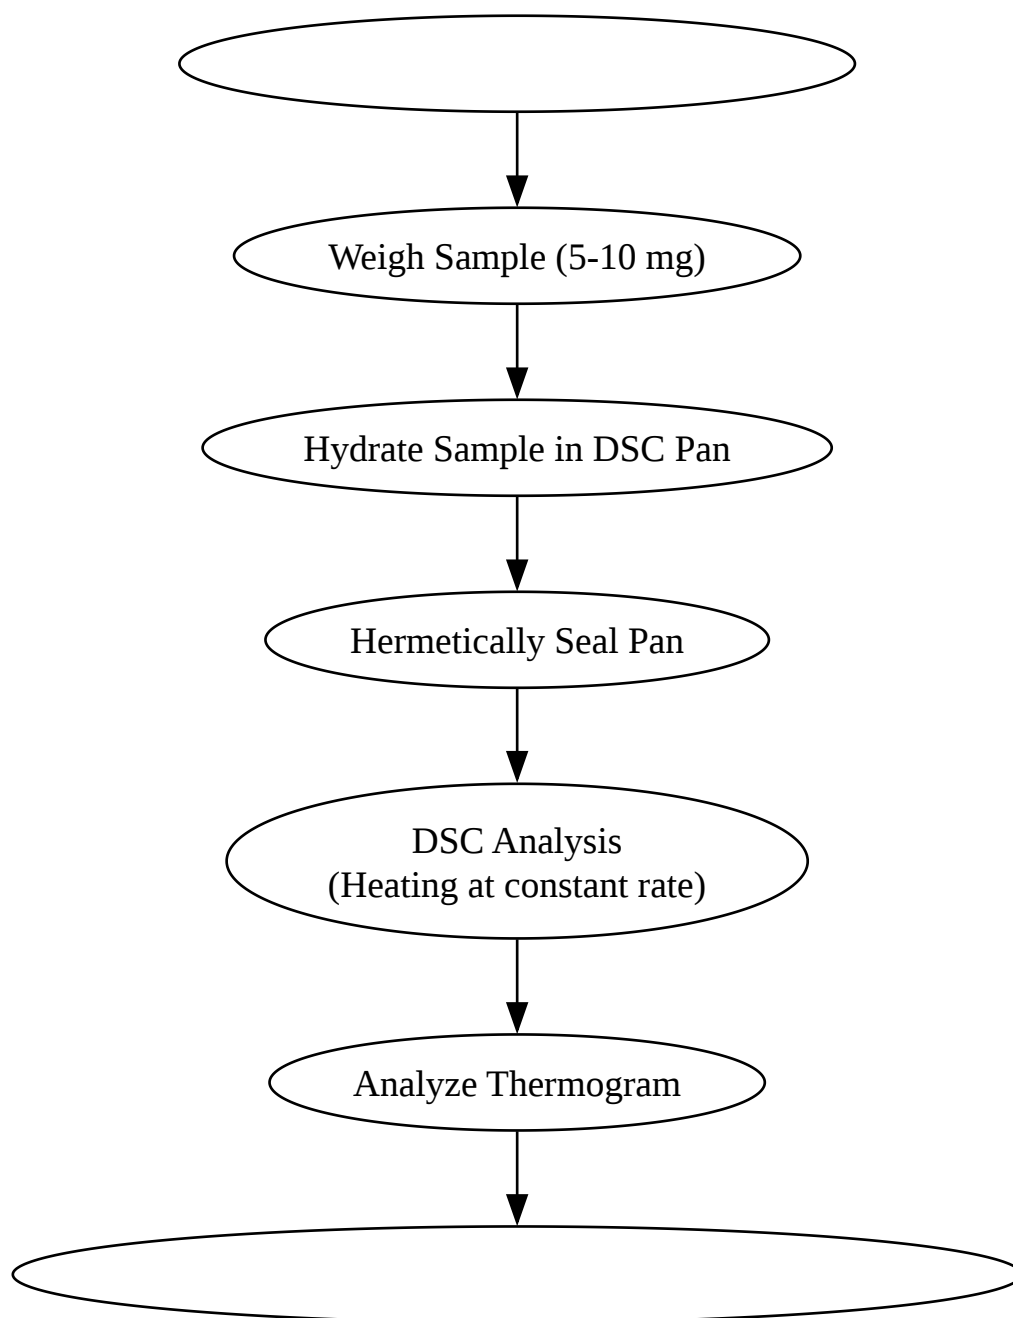 Weigh Sample (5-10 mg)
Hydrate Sample in DSC Pan
Hermetically Seal Pan
DSC Analysis
(Heating at constant rate)
Analyze Thermogram